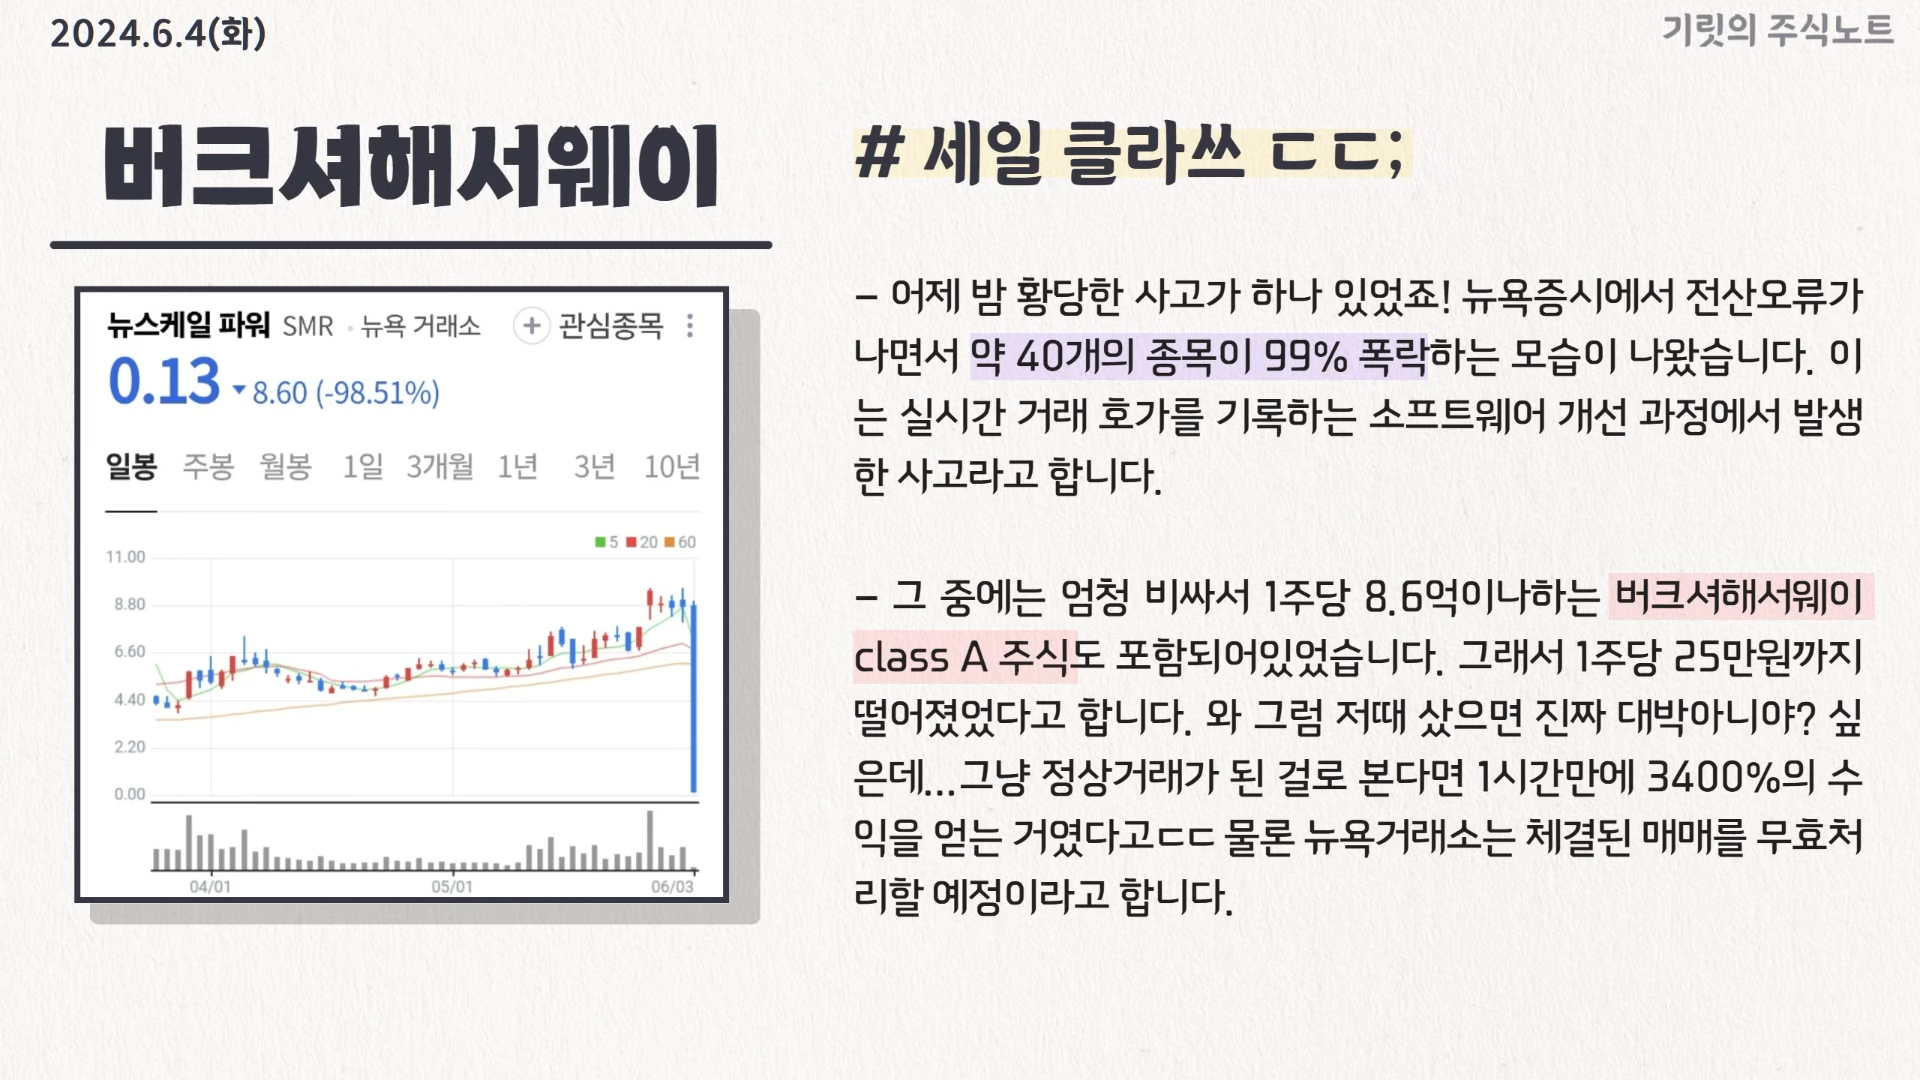 2024.6.4(화)
기릿의 주식노트
버크셔해서웨이
# 세일 클라쓰 ㄷㄷ;
뉴스케일 파워 SMR · 뉴욕 거래소 + 관심종목
0.13 ▼8.60 (-98.51%)
일봉 주봉 월봉 1일 3개월 1년 3년 10년
5 20 60
11.00
8.80
6.60
4.40
2.20
0.00
04/01 05/01 06/03
– 어제 밤 황당한 사고가 하나 있었죠! 뉴욕증시에서 전산오류가
나면서 약 40개의 종목이 99% 폭락하는 모습이 나왔습니다. 이
는 실시간 거래 호가를 기록하는 소프트웨어 개선 과정에서 발생
한 사고라고 합니다.
– 그 중에는 엄청 비싸서 1주당 8.6억이나하는 버크셔해서웨이
class A 주식도 포함되어있었습니다. 그래서 1주당 25만원까지
떨어졌었다고 합니다. 와 그럼 저때 샀으면 진짜 대박아니야? 싶
은데...그냥 정상거래가 된 걸로 본다면 1시간만에 3400%의 수
익을 얻는 거였다고ㄷㄷ 물론 뉴욕거래소는 체결된 매매를 무효처
리할 예정이라고 합니다.